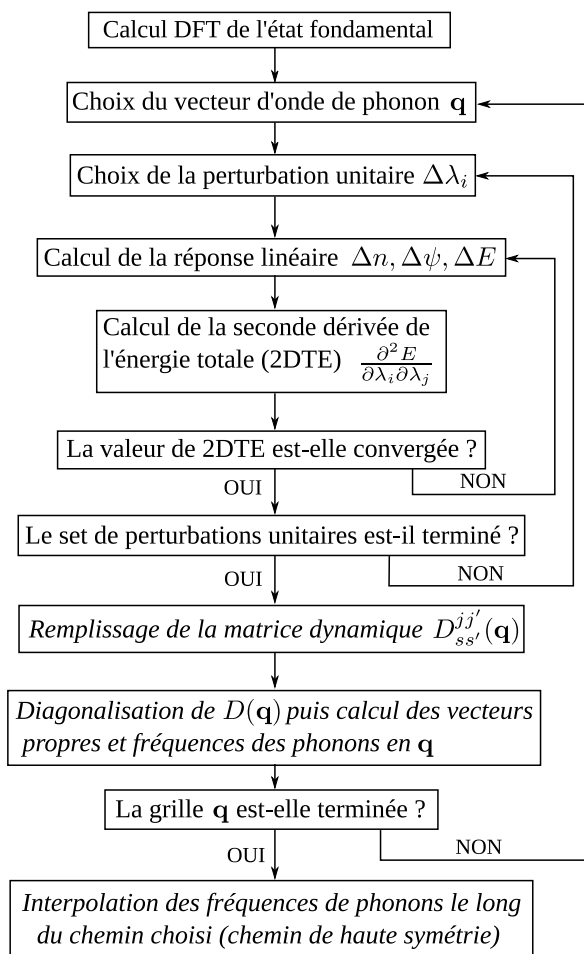 Calcul DFT de l'état fondamental
Choix du vecteur d'onde de phonon q
Choix de la perturbation unitaire Δλ_i
Calcul de la réponse linéaire Δn, Δψ, ΔE
Calcul de la seconde dérivée de
l'énergie totale (2DTE) ∂²E/∂λ_i∂λ_j
La valeur de 2DTE est-elle convergée ?
OUI
NON
Le set de perturbations unitaires est-il terminé ?
OUI
NON
Remplissage de la matrice dynamique D_{ss'}^{jj'}(q)
Diagonalisation de D(q) puis calcul des vecteurs
propres et fréquences des phonons en q
La grille q est-elle terminée ?
OUI
NON
Interpolation des fréquences de phonons le long
du chemin choisi (chemin de haute symétrie)